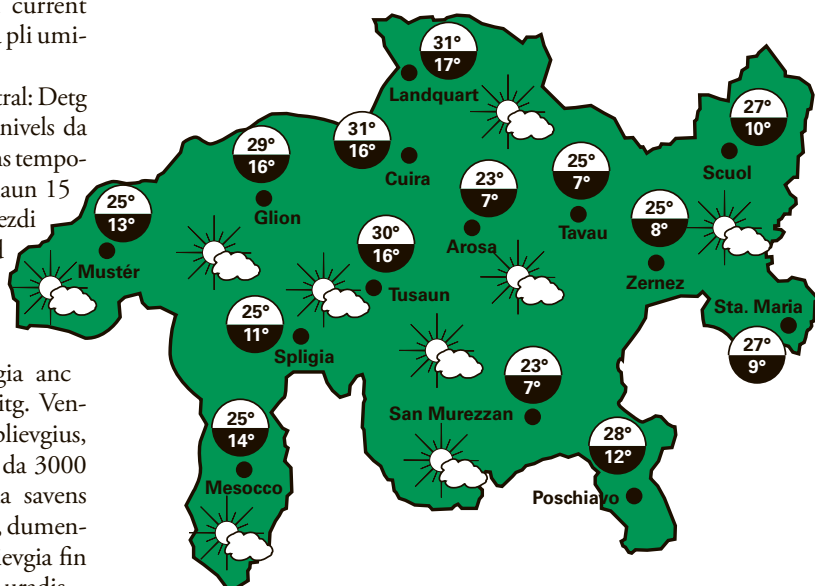 current
pli umi-
tral: Detg
nivels da
ns tempo-
aun 15
ezdi
gia anc
itg. Ven-
plievgius,
da 3000
a savens
, dumen-
ievgia fin
31°
17°
Landquart
27°
10°
Scuol
31°
16°
Cuira
29°
16°
Glion
23°
7°
Arosa
25°
7°
Tavau
25°
8°
Zernez
25°
13°
Mustér
30°
16°
Tusaun
Sta. Maria
27°
9°
25°
11°
Spligia
23°
7°
San Murezzan
25°
14°
Mesocco
28°
12°
Poschiavo